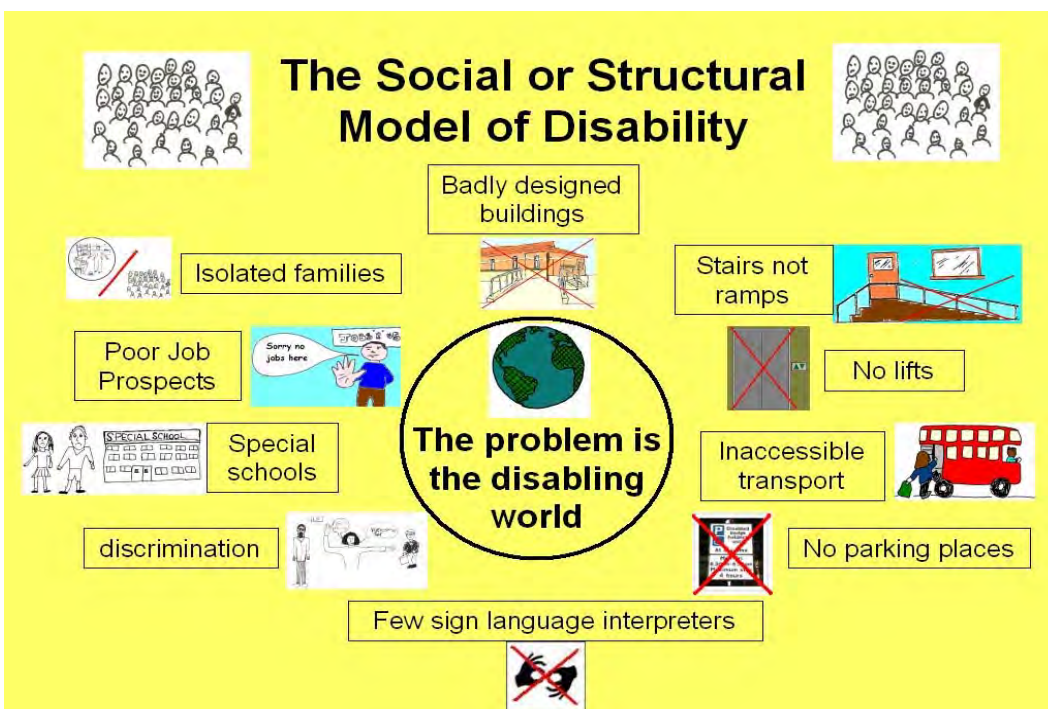 The Social or Structural
Model of Disability
Badly designed
buildings
Isolated families
Stairs not
ramps
Poor Job
Prospects
Sorry no
jobs here
No lifts
The problem is
the disabling
world
Special
schools
SPECIAL SCHOOL
Inaccessible
transport
discrimination
No parking places
Few sign language interpreters